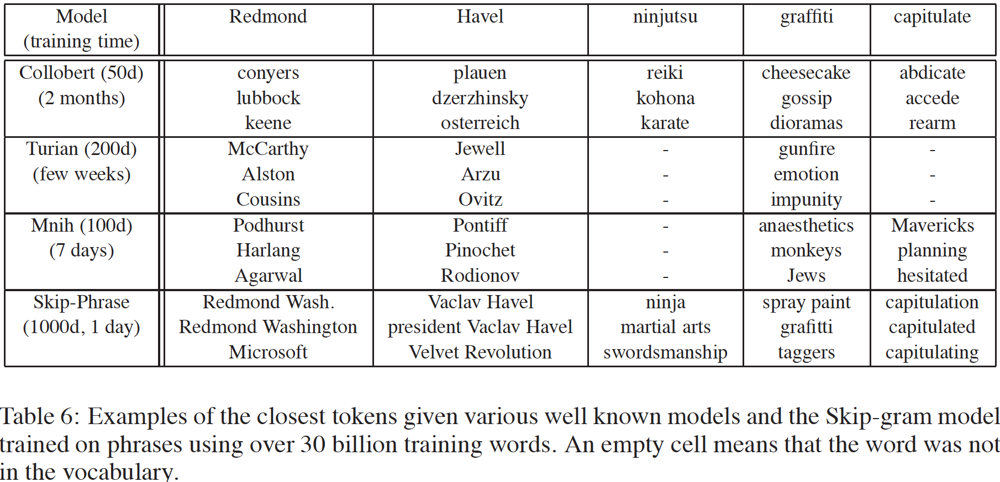 Model Redmond Havel ninjutsu graffiti capitulate
(training time)
Collobert (50d) conyers plauen reiki cheesecake abdicate
(2 months) lubbock dzerzhinsky kohona gossip accede
keene osterreich karate dioramas rearm
Turian (200d) McCarthy Jewell - gunfire -
(few weeks) Alston Arzu - emotion -
Cousins Ovitz - impunity -
Mnih (100d) Podhurst Pontiff - anaesthetics Mavericks
(7 days) Harlang Pinochet - monkeys planning
Agarwal Rodionov - Jews hesitated
Skip-Phrase Redmond Wash. Vaclav Havel ninja spray paint capitulation
(1000d, 1 day) Redmond Washington president Vaclav Havel martial arts grafitti capitulated
Microsoft Velvet Revolution swordsmanship taggers capitulating
Table 6: Examples of the closest tokens given various well known models and the Skip-gram model
trained on phrases using over 30 billion training words. An empty cell means that the word was not
in the vocabulary.